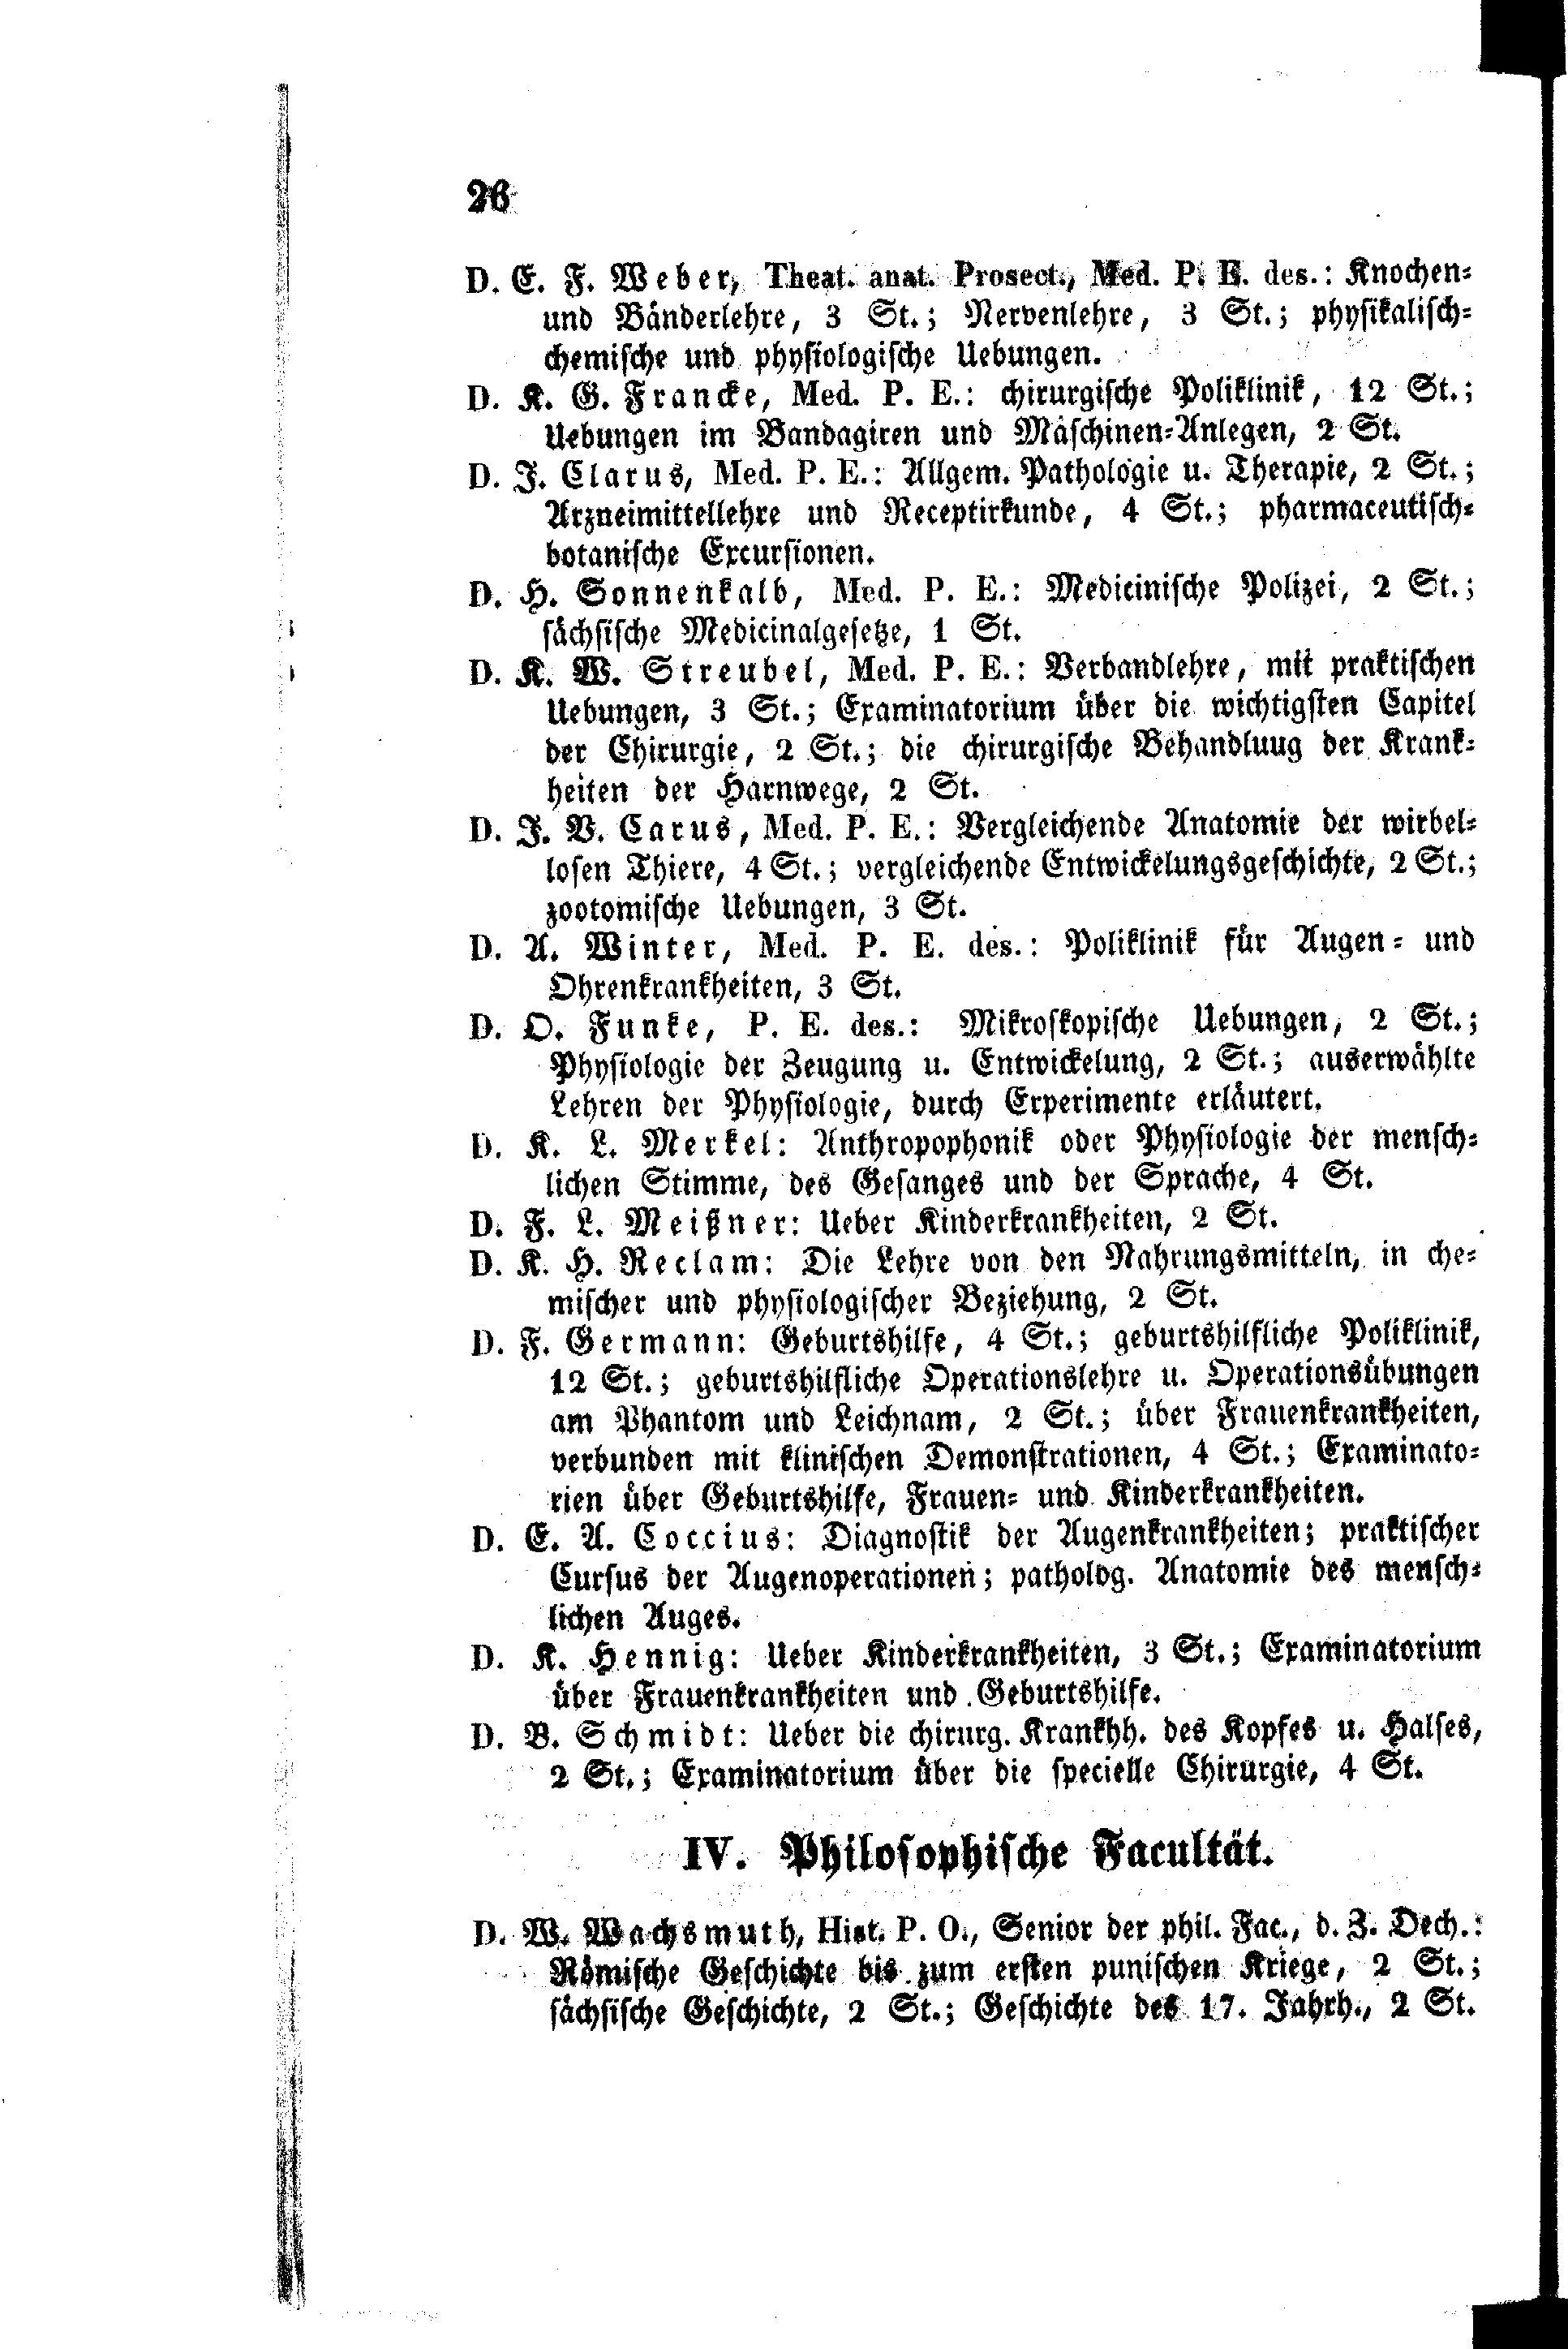 26
D. E. F. Weber, Theat. anat. Prosect., Med. P. E. des.: Knochen-
und Bänderlehre, 3 St.; Nervenlehre, 3 St.; physikalisch-
chemische und physiologische Uebungen.
D. K. G. Francke, Med. P. E.: chirurgische Poliklinik, 12 St.;
Uebungen im Bandagiren und Maschinen-Anlegen, 2 St.
D. J. Clarus, Med. P. E.: Allgem. Pathologie u. Therapie, 2 St.;
Arzneimittellehre und Receptirkunde, 4 St.; pharmaceutisch-
botanische Excursionen.
D. H. Sonnenkalb, Med. P. E.: Medicinische Polizei, 2 St.;
sächsische Medicinalgesetze, 1 St.
D. K. W. Streubel, Med. P. E.: Verbandlehre, mit praktischen
Uebungen, 3 St.; Examinatorium über die wichtigsten Capitel
der Chirurgie, 2 St.; die chirurgische Behandluug der Krank-
heiten der Harnwege, 2 St.
D. J. V. Carus, Med. P. E.: Vergleichende Anatomie der wirbel-
losen Thiere, 4 St.; vergleichende Entwickelungsgeschichte, 2 St.;
zootomische Uebungen, 3 St.
D. A. Winter, Med. P. E. des.: Poliklinik für Augen- und
Ohrenkrankheiten, 3 St.
D. O. Funke, P. E. des.: Mikroskopische Uebungen, 2 St.;
Physiologie der Zeugung u. Entwickelung, 2 St.; auserwählte
Lehren der Physiologie, durch Experimente erläutert.
D. K. L. Merkel: Anthropophonik oder Physiologie der mensch-
lichen Stimme, des Gesanges und der Sprache, 4 St.
D. F. L. Meißner: Ueber Kinderkrankheiten, 2 St.
D. K. H. Reclam: Die Lehre von den Nahrungsmitteln, in che-
mischer und physiologischer Beziehung, 2 St.
D. F. Germann: Geburtshilfe, 4 St.; geburtshilfliche Poliklinik,
12 St.; geburtshilfliche Operationslehre u. Operationsübungen
am Phantom und Leichnam, 2 St.; über Frauenkrankheiten,
verbunden mit klinischen Demonstrationen, 4 St.; Examinato-
rien über Geburtshilfe, Frauen- und Kinderkrankheiten.
D. E. A. Coccius: Diagnostik der Augenkrankheiten; praktischer
Cursus der Augenoperationen; patholog. Anatomie des mensch-
lichen Auges.
D. K. Hennig: Ueber Kinderkrankheiten, 3 St.; Examinatorium
über Frauenkrankheiten und Geburtshilfe.
D. B. Schmidt: Ueber die chirurg. Krankhh. des Kopfes u. Halses,
2 St.; Examinatorium über die specielle Chirurgie, 4 St.
IV. Philosophische Facultät.
D. W. Wachsmuth, Hist. P. O., Senior der phil. Fac., d. Z. Dech.:
Römische Geschichte bis zum ersten punischen Kriege, 2 St.;
sächsische Geschichte, 2 St.; Geschichte des 17. Jahrh., 2 St.